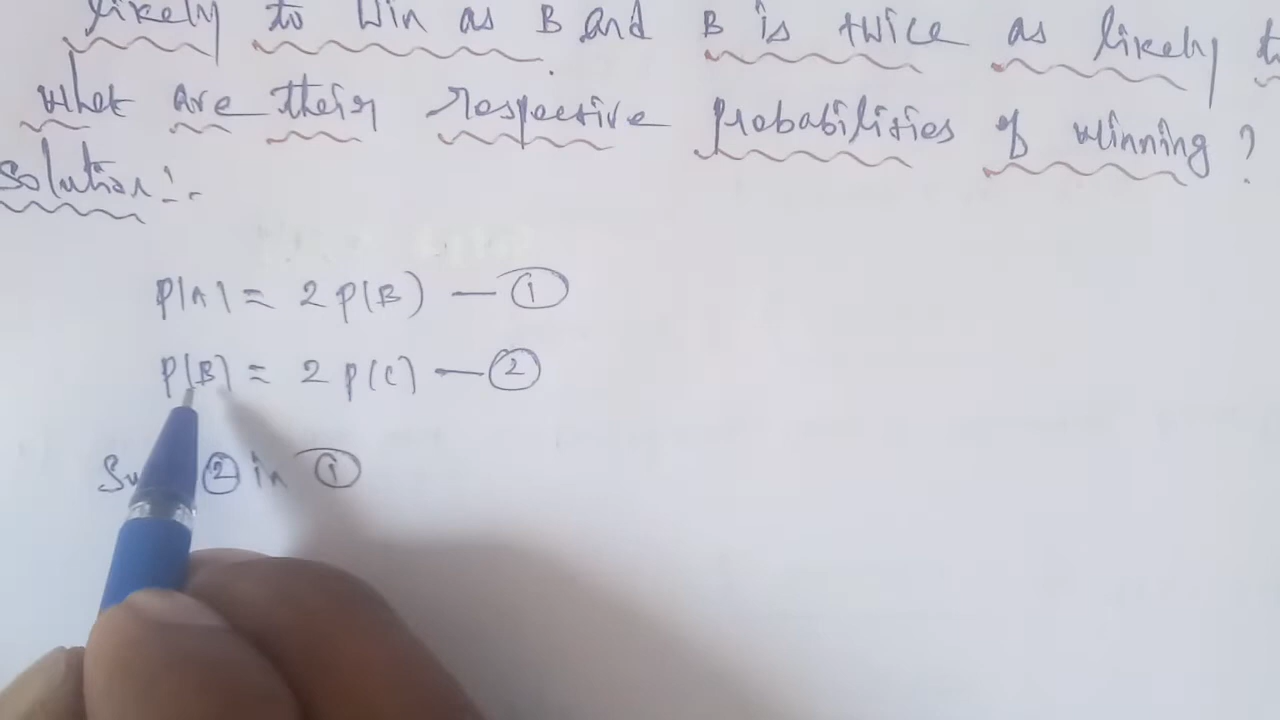 likely to win as B and B is twice as likely
what are their respective probabilities of winning?
Solution:-
P(A) = 2 P(B) — ①
P(B) = 2 P(C) — ②
② in ①